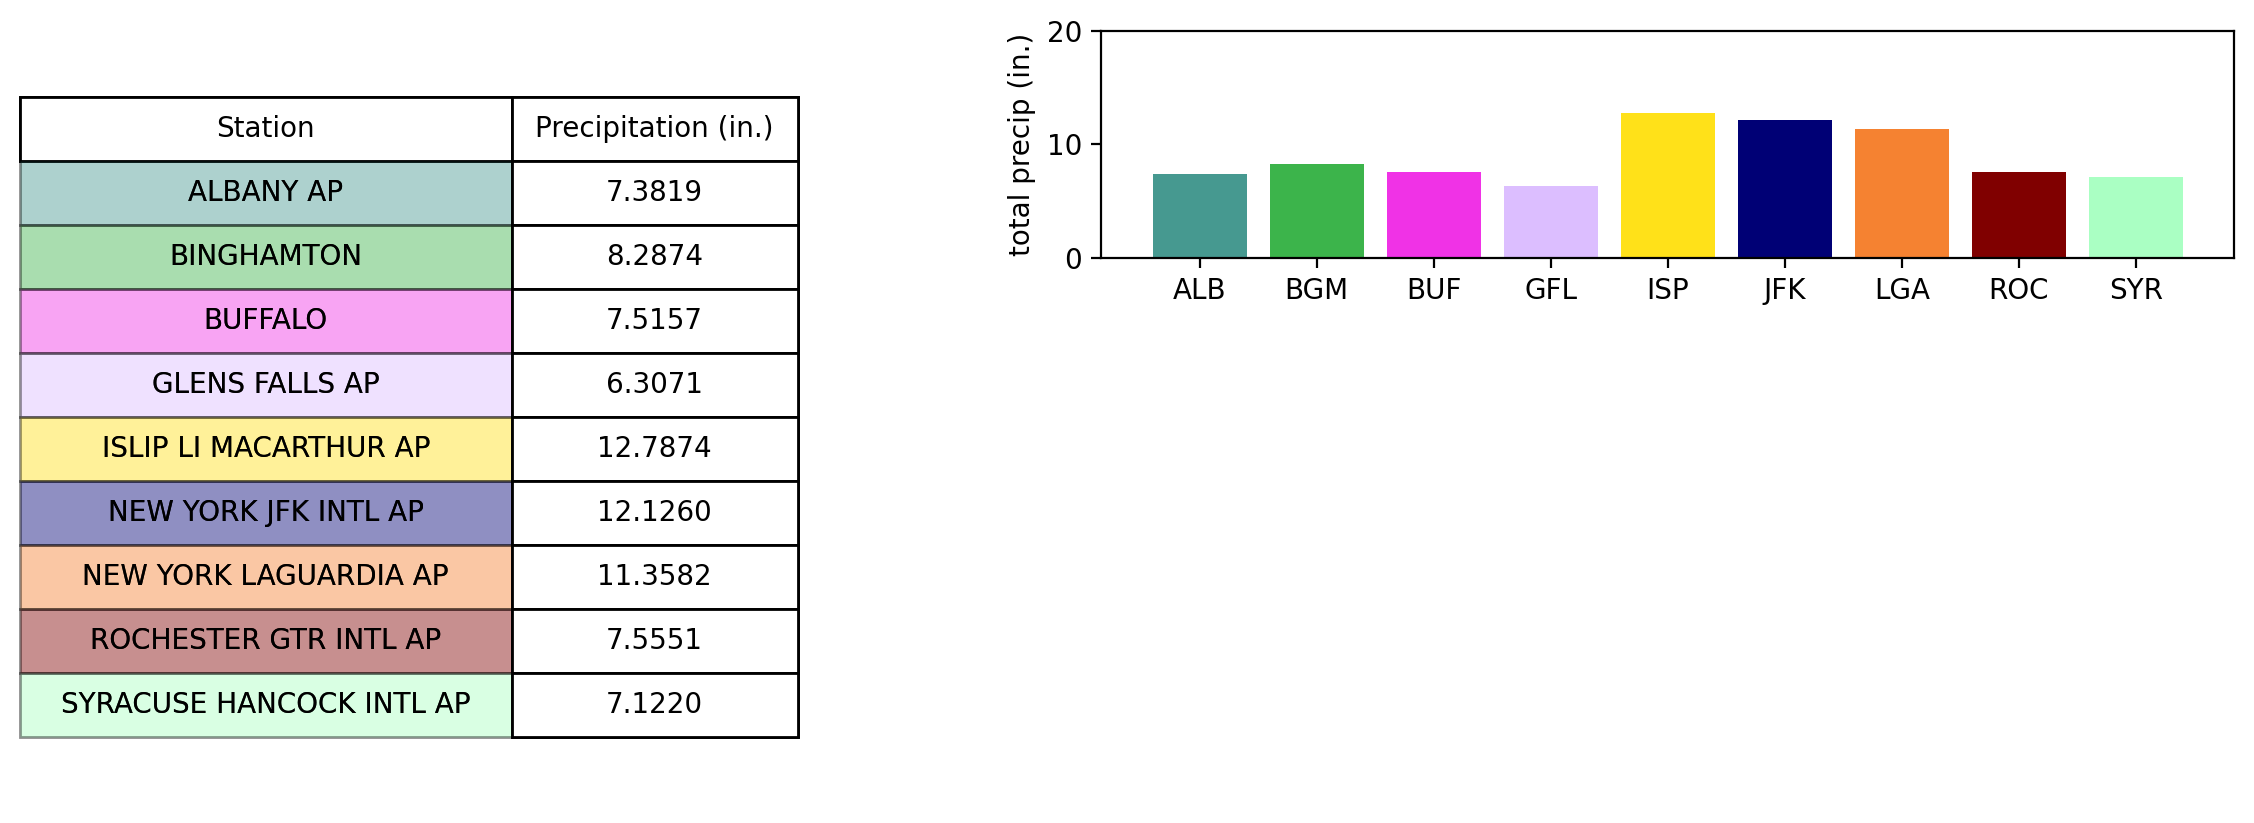 Station Precipitation (in.)
ALBANY AP 7.3819
BINGHAMTON 8.2874
BUFFALO 7.5157
GLENS FALLS AP 6.3071
ISLIP LI MACARTHUR AP 12.7874
NEW YORK JFK INTL AP 12.1260
NEW YORK LAGUARDIA AP 11.3582
ROCHESTER GTR INTL AP 7.5551
SYRACUSE HANCOCK INTL AP 7.1220
total precip (in.)
20
10
0
ALB BGM BUF GFL ISP JFK LGA ROC SYR